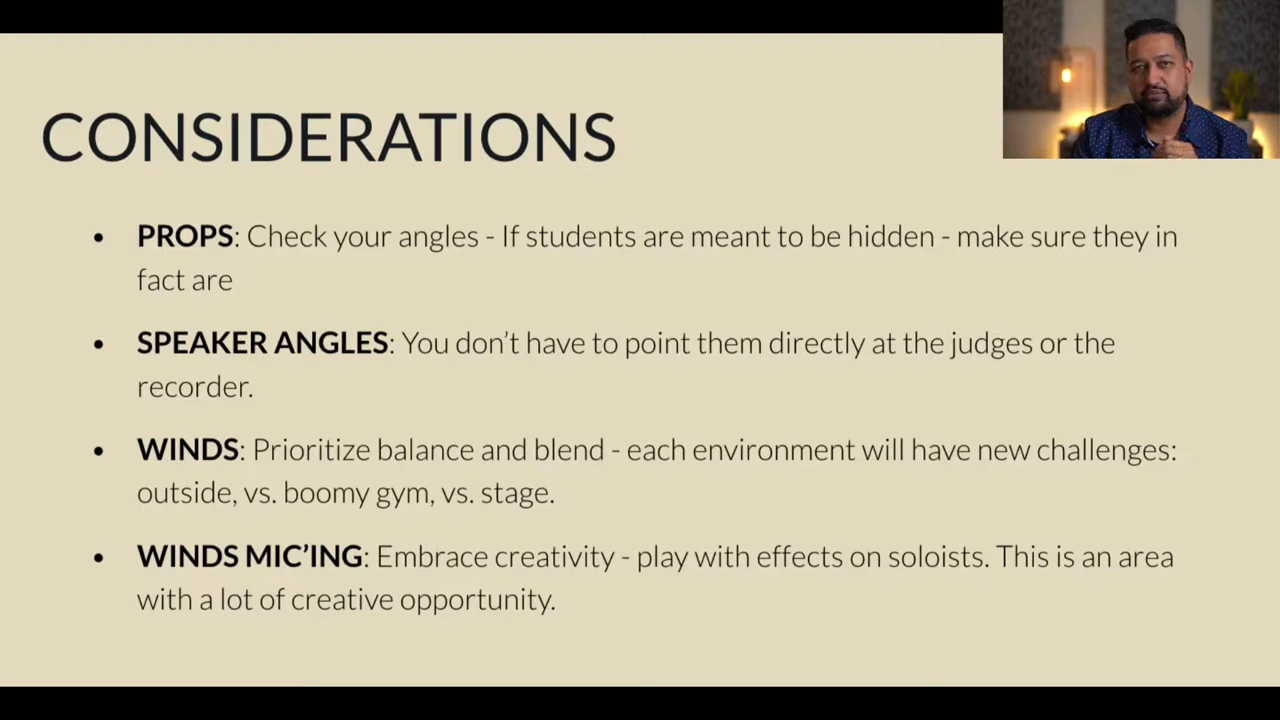 CONSIDERATIONS
• PROPS: Check your angles - If students are meant to be hidden - make sure they in
fact are
• SPEAKER ANGLES: You don’t have to point them directly at the judges or the
recorder.
• WINDS: Prioritize balance and blend - each environment will have new challenges:
outside, vs. boomy gym, vs. stage.
• WINDS MIC’ING: Embrace creativity - play with effects on soloists. This is an area
with a lot of creative opportunity.